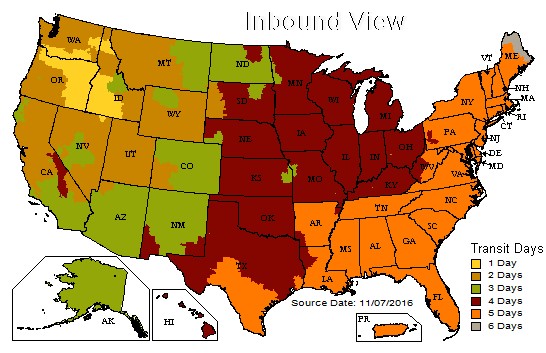 Inbound View
WA
MT
ND
MN
ME
VT
NH
MA
RI
CT
NY
OR
ID
SD
WI
MI
WY
PA
NJ
DE
MD
NE
IA
NV
UT
CO
IL
IN
OH
WV
VA
CA
KS
MO
KY
NC
TN
AZ
NM
OK
AR
SC
MS
AL
GA
TX
LA
FL
AK
HI
PR
Transit Days
1 Day
2 Days
3 Days
4 Days
5 Days
6 Days
Source Date: 11/07/2016